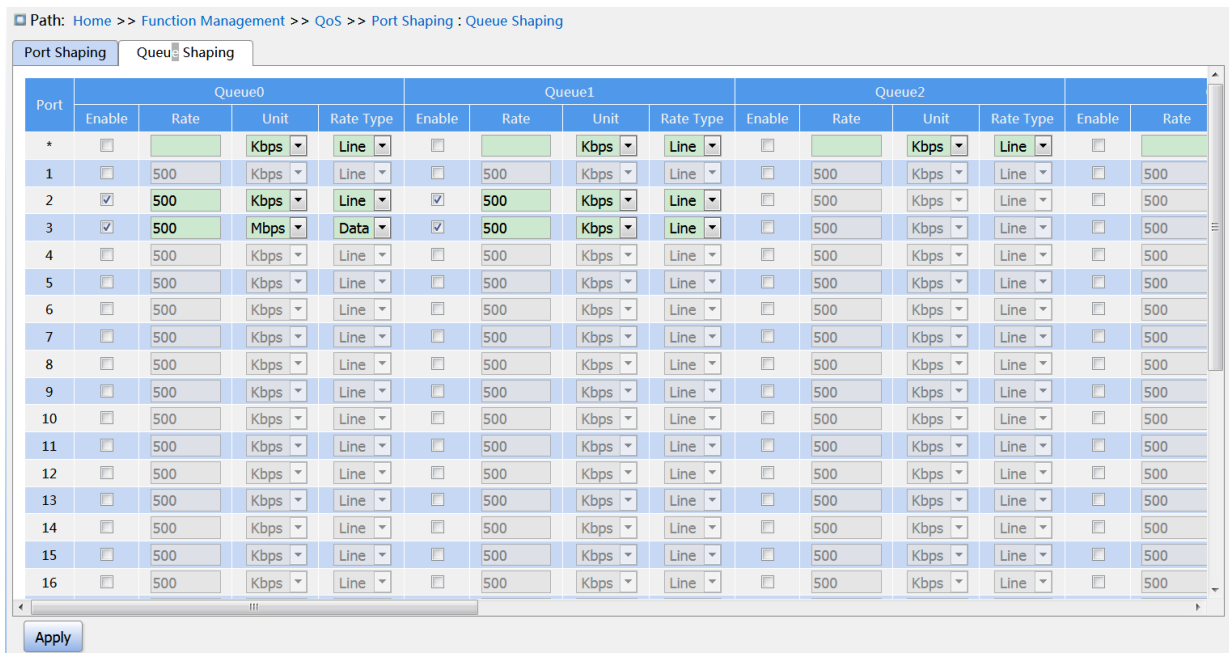 Path: Home >> Function Management >> QoS >> Port Shaping : Queue Shaping
Port Shaping Queue Shaping
Port Queue0 Queue1 Queue2
Enable Rate Unit Rate Type Enable Rate Unit Rate Type Enable Rate Unit Rate Type Enable Rate
* Kbps Line Kbps Line Kbps Line
1 500 Kbps Line 500 Kbps Line 500 Kbps Line 500
2 500 Kbps Line 500 Kbps Line 500 Kbps Line 500
3 500 Mbps Data 500 Kbps Line 500 Kbps Line 500
4 500 Kbps Line 500 Kbps Line 500 Kbps Line 500
5 500 Kbps Line 500 Kbps Line 500 Kbps Line 500
6 500 Kbps Line 500 Kbps Line 500 Kbps Line 500
7 500 Kbps Line 500 Kbps Line 500 Kbps Line 500
8 500 Kbps Line 500 Kbps Line 500 Kbps Line 500
9 500 Kbps Line 500 Kbps Line 500 Kbps Line 500
10 500 Kbps Line 500 Kbps Line 500 Kbps Line 500
11 500 Kbps Line 500 Kbps Line 500 Kbps Line 500
12 500 Kbps Line 500 Kbps Line 500 Kbps Line 500
13 500 Kbps Line 500 Kbps Line 500 Kbps Line 500
14 500 Kbps Line 500 Kbps Line 500 Kbps Line 500
15 500 Kbps Line 500 Kbps Line 500 Kbps Line 500
16 500 Kbps Line 500 Kbps Line 500 Kbps Line 500
Apply